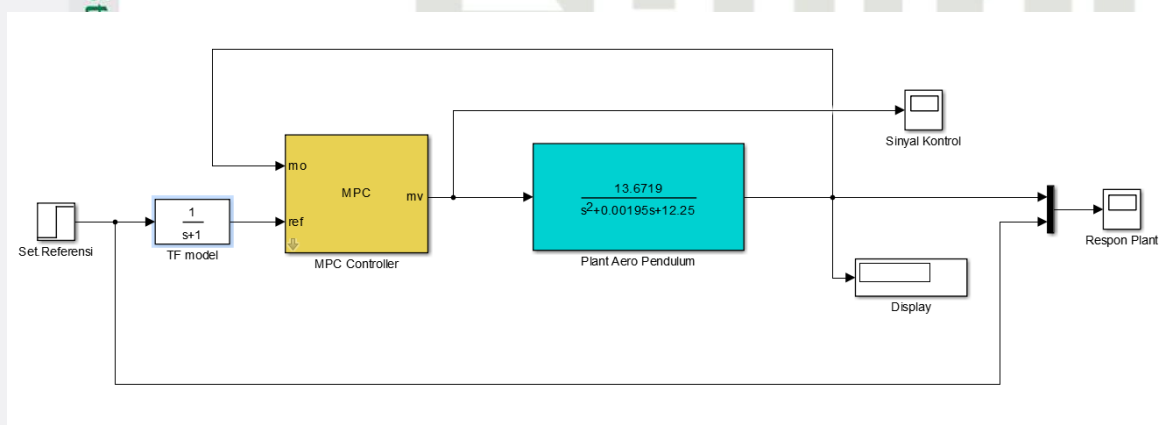 mo
MPC
mv
ref
MPC Controller
Set.Referensi
1
s+1
TF model
13.6719
s²+0.00195s+12.25
Plant Aero Pendulum
Sinyal Kontrol
Respon Plant
Display